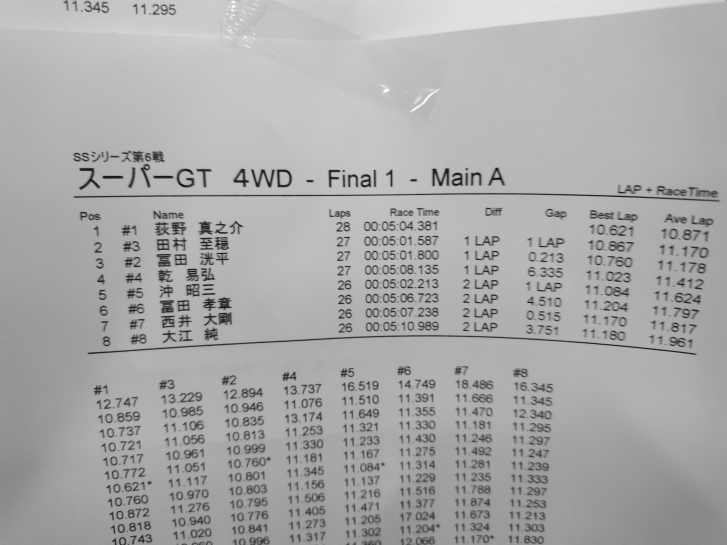 11.345 11.295
SSシリーズ第6戦
スーパーGT 4WD - Final 1 - Main A
LAP + RaceTime
Pos Name Laps Race Time Diff Gap Best Lap Ave Lap
1 #1 荻野 真之介 28 00:05:04.381 10.621 10.871
2 #3 田村 至穏 27 00:05:01.587 1 LAP 1 LAP 10.867 11.170
3 #2 冨田 洸平 27 00:05:01.800 1 LAP 0.213 10.760 11.178
4 #4 乾 易弘 27 00:05:08.135 1 LAP 6.335 11.023 11.412
5 #5 沖 昭三 26 00:05:02.213 2 LAP 1 LAP 11.084 11.624
6 #6 冨田 孝章 26 00:05:06.723 2 LAP 4.510 11.204 11.797
7 #7 西井 大剛 26 00:05:07.238 2 LAP 0.515 11.170 11.817
8 #8 大江 純 26 00:05:10.989 2 LAP 3.751 11.180 11.961
#1 #3 #2 #4 #5 #6 #7 #8
12.747 13.229 12.894 13.737 16.519 14.749 18.486 16.345
10.859 10.985 10.946 11.076 11.510 11.391 11.666 11.345
10.737 11.106 10.835 13.174 11.649 11.355 11.470 12.340
10.721 11.056 10.813 11.253 11.321 11.330 11.181 11.295
10.717 10.961 10.999 11.330 11.233 11.430 11.246 11.297
10.772 11.051 10.760* 11.181 11.167 11.275 11.492 11.247
10.621* 11.117 10.801 11.345 11.084* 11.314 11.281 11.239
10.760 10.970 10.803 11.156 11.137 11.229 11.235 11.333
10.872 11.276 10.795 11.506 11.216 11.516 11.788 11.297
10.818 10.940 10.776 11.405 11.471 11.377 11.874 11.253
10.743 11.020 10.841 11.273 11.205 17.024 11.673 11.213
10.996 11.317 11.302 11.204* 11.324 11.303
12.066 11.170* 11.830